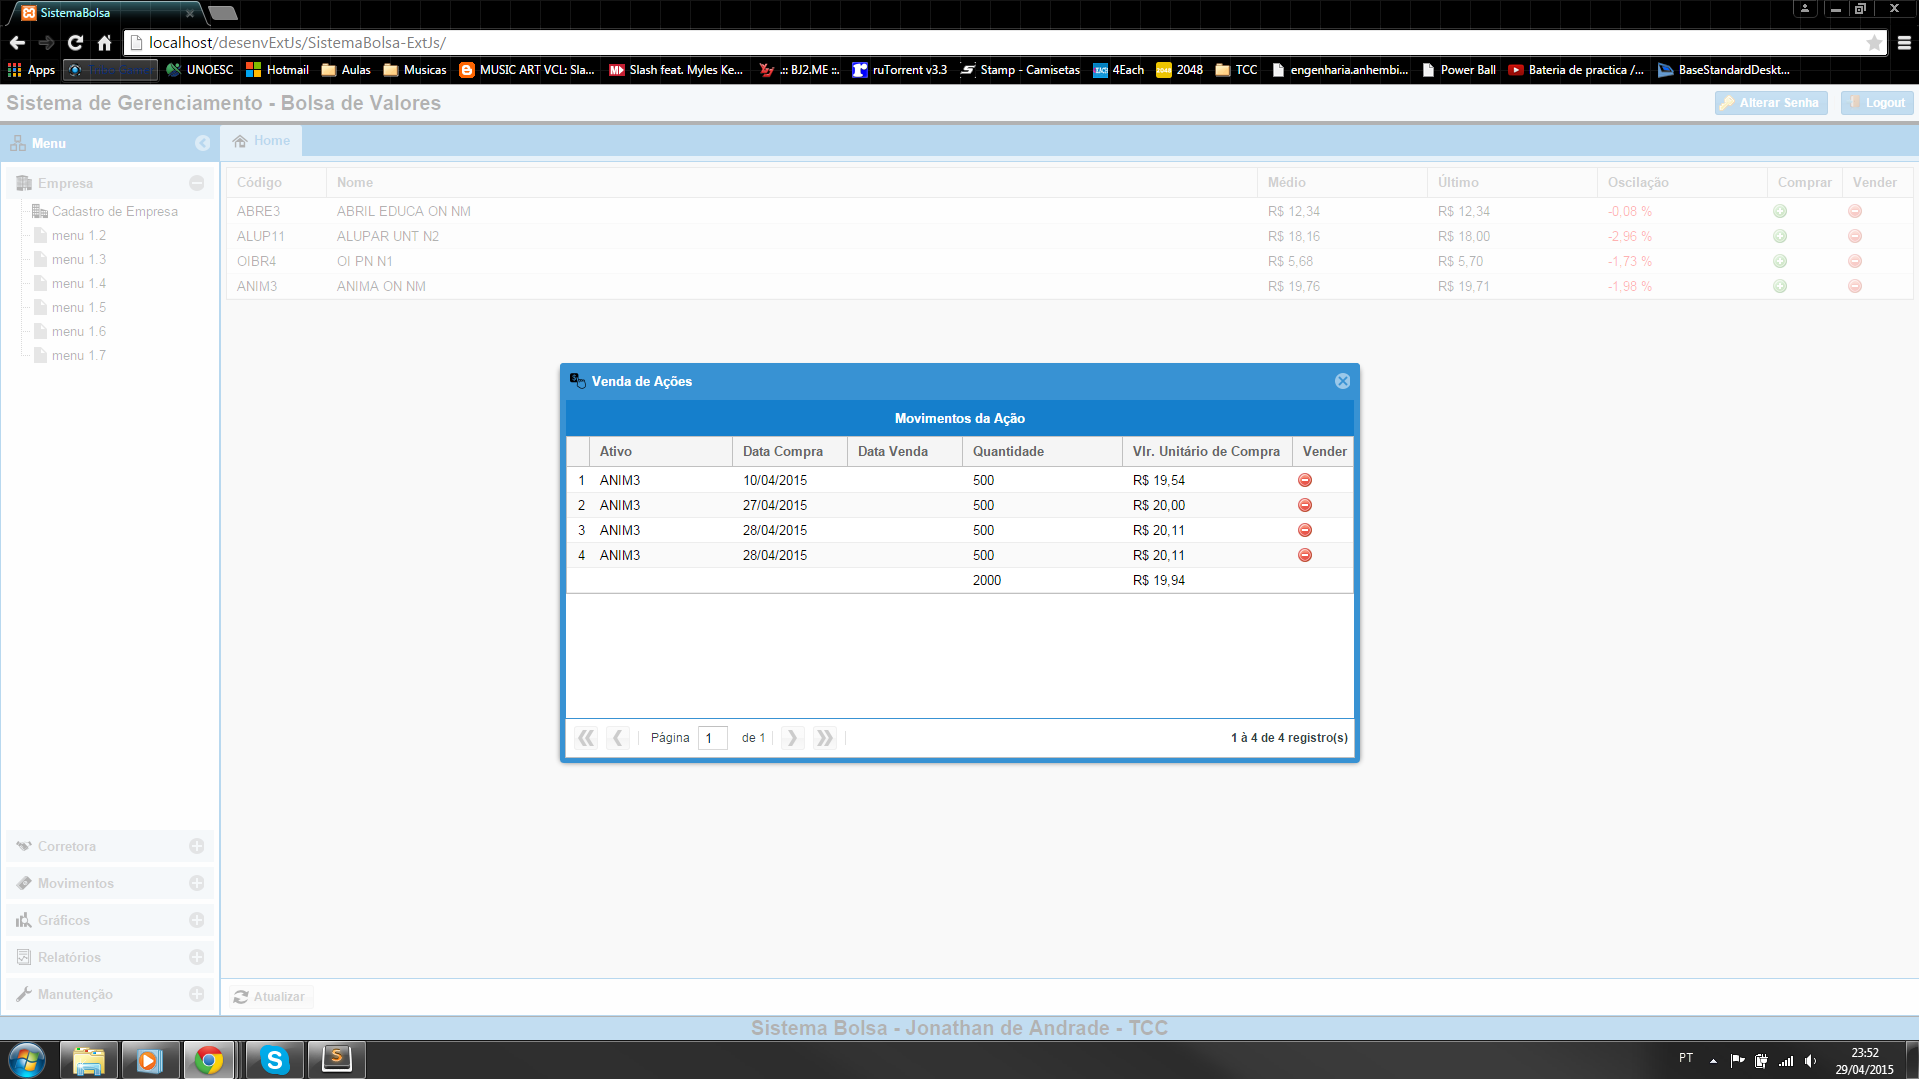 SistemaBolsa
localhost/desenvExtJs/SistemaBolsa-ExtJs/
Apps UNOESC Hotmail Aulas Musicas MUSIC ART VCL: Sla... Slash feat. Myles Ke... .:: BJ2.ME ::. ruTorrent v3.3 Stamp - Camisetas 4Each 2048 TCC engenharia.anhembi... Power Ball Bateria de practica /... BaseStandardDeskt...
Sistema de Gerenciamento - Bolsa de Valores Alterar Senha Logout
Menu Home
Empresa
Cadastro de Empresa
menu 1.2
menu 1.3
menu 1.4
menu 1.5
menu 1.6
menu 1.7
Corretora
Movimentos
Gráficos
Relatórios
Manutenção
Código Nome Médio Último Oscilação Comprar Vender
ABRE3 ABRIL EDUCA ON NM R$ 12,34 R$ 12,34 -0,08 %
ALUP11 ALUPAR UNT N2 R$ 18,16 R$ 18,00 -2,96 %
OIBR4 OI PN N1 R$ 5,68 R$ 5,70 -1,73 %
ANIM3 ANIMA ON NM R$ 19,76 R$ 19,71 -1,98 %
Venda de Ações
Movimentos da Ação
Ativo Data Compra Data Venda Quantidade Vlr. Unitário de Compra Vender
1 ANIM3 10/04/2015 500 R$ 19,54
2 ANIM3 27/04/2015 500 R$ 20,00
3 ANIM3 28/04/2015 500 R$ 20,11
4 ANIM3 28/04/2015 500 R$ 20,11
2000 R$ 19,94
Página 1 de 1 1 à 4 de 4 registro(s)
Atualizar
Sistema Bolsa - Jonathan de Andrade - TCC
PT 23:52
29/04/2015